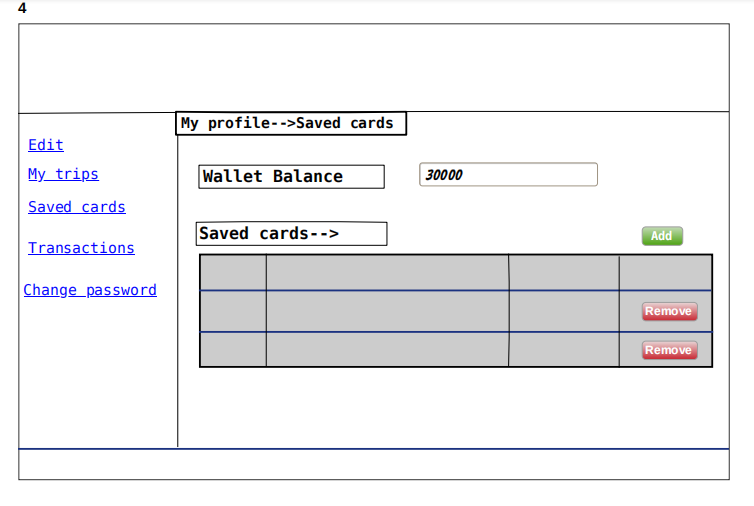 4
My profile-->Saved cards
Edit
My trips
Wallet Balance 30000
Saved cards
Saved cards--> Add
Transactions
Change password
Remove
Remove